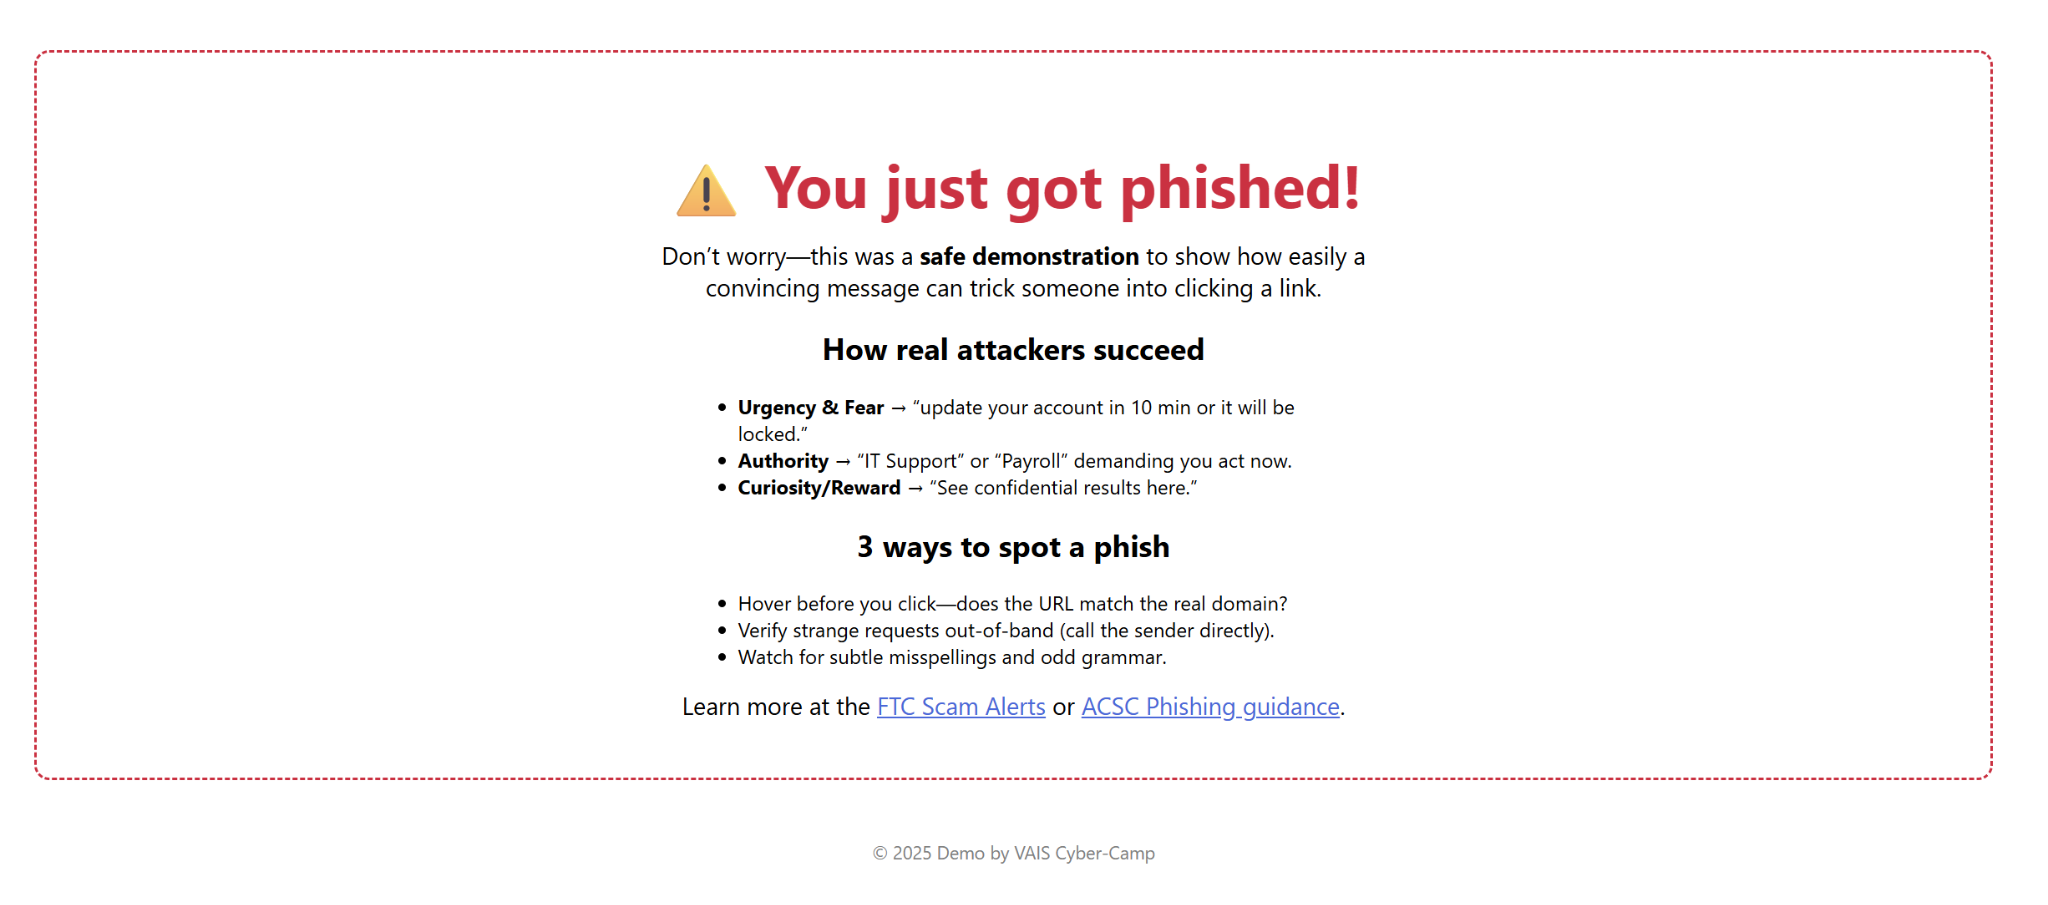 ⚠️ You just got phished!
Don’t worry—this was a safe demonstration to show how easily a
convincing message can trick someone into clicking a link.
How real attackers succeed
• Urgency & Fear → “update your account in 10 min or it will be
locked.”
• Authority → “IT Support” or “Payroll” demanding you act now.
• Curiosity/Reward → “See confidential results here.”
3 ways to spot a phish
• Hover before you click—does the URL match the real domain?
• Verify strange requests out-of-band (call the sender directly).
• Watch for subtle misspellings and odd grammar.
Learn more at the FTC Scam Alerts or ACSC Phishing guidance.
© 2025 Demo by VAIS Cyber-Camp